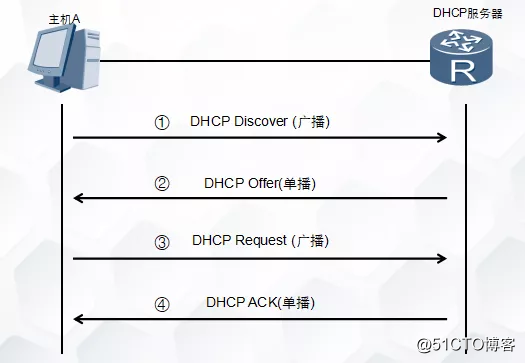 主机A
DHCP服务器
R
① DHCP Discover (广播)
② DHCP Offer(单播)
③ DHCP Request (广播)
④ DHCP ACK(单播)
@51CTO博客